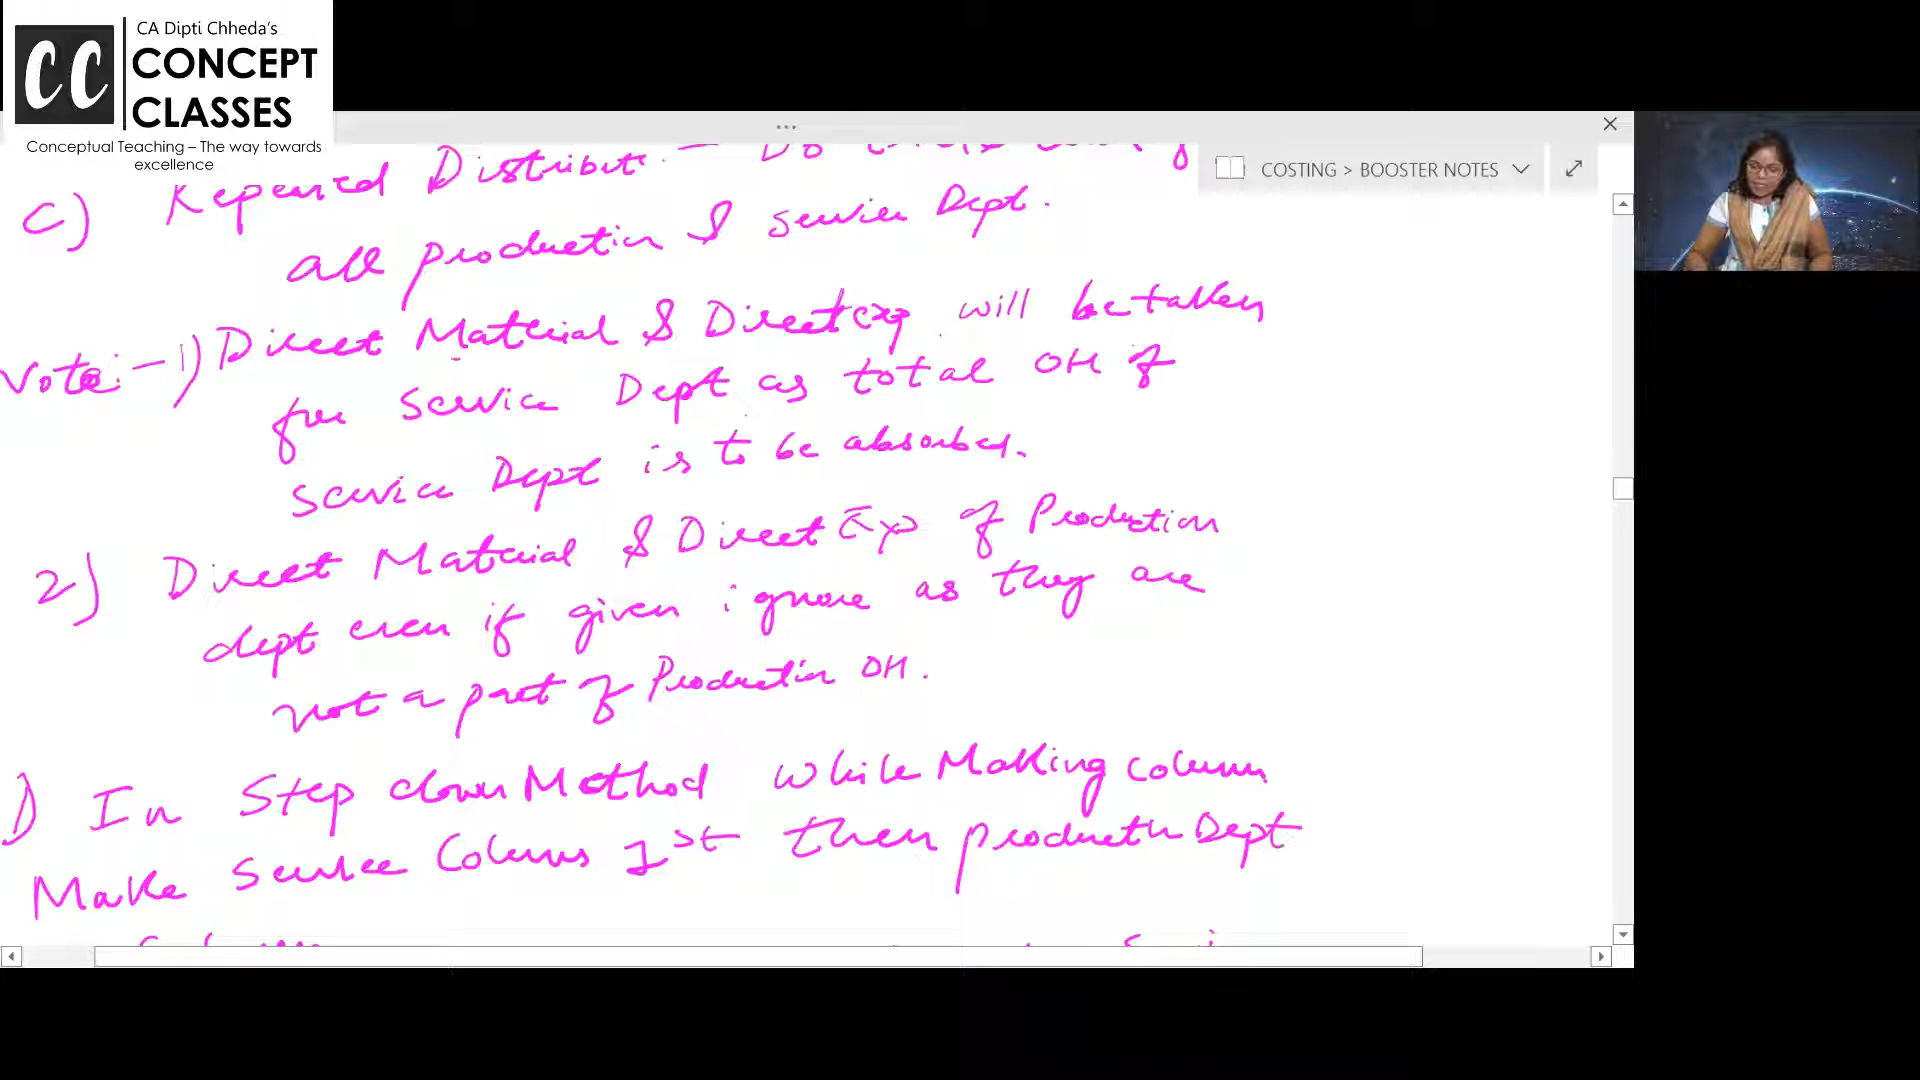 CA Dipti Chheda's
CC CONCEPT
CLASSES
Conceptual Teaching – The way towards
excellence
COSTING > BOOSTER NOTES
c) Repeated Distribut. –
all production & service Dept.
Note :- 1) Direct Material & Direct exp. will be taken
for service Dept as total OH of
service Dept is to be absorbed.
2) Direct Material & Direct Exp of Production
dept even if given ignore as they are
not a part of Production OH.
In Step down Method while Making column
Make Service Column 1st then production Dept